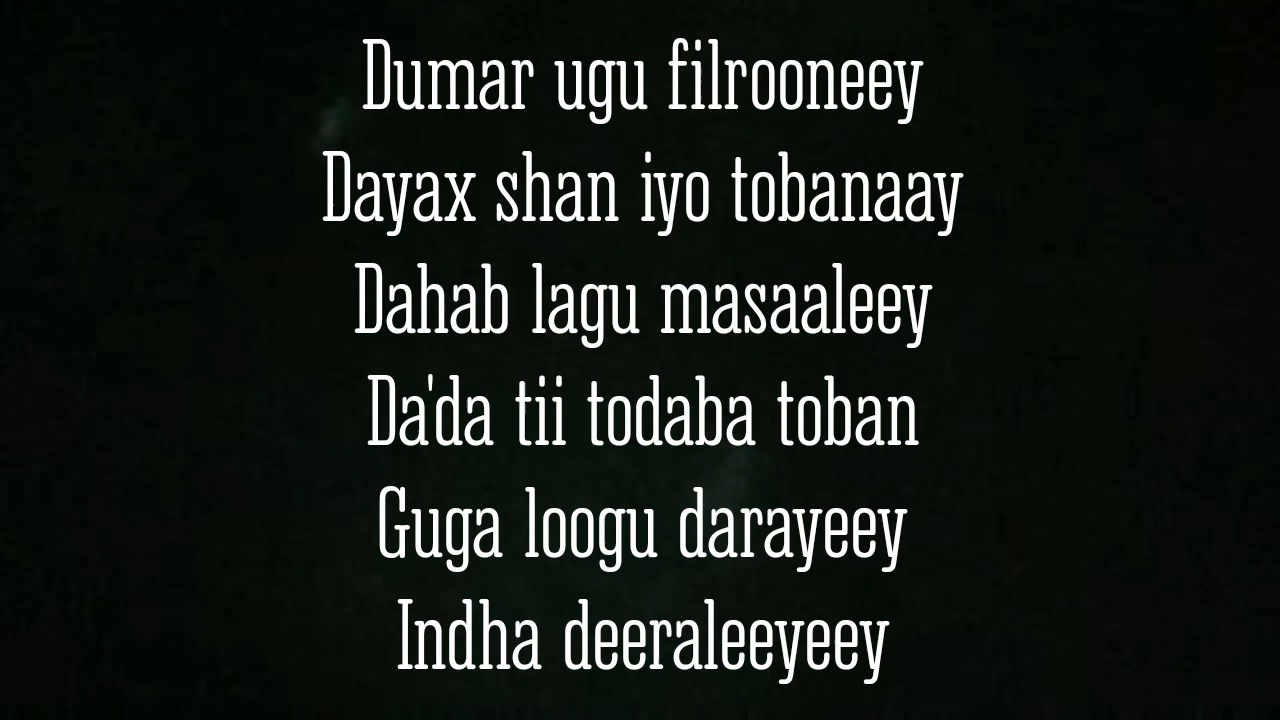 Dumar ugu filrooneey
Dayax shan iyo tobanaay
Dahab lagu masaaleey
Da'da tii todaba toban
Guga loogu darayeey
Indha deeraleeyeey